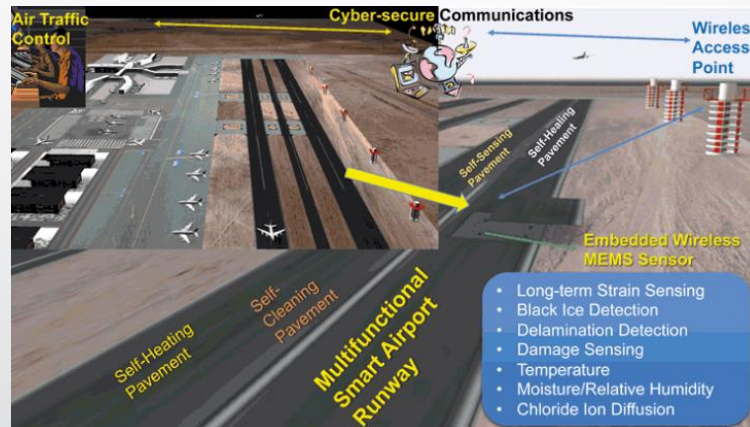 Air Traffic
Control
Cyber-secure Communications
Wireless
Access
Point
Self-Sensing
Pavement
Self-Healing
Pavement
Embedded Wireless
MEMS Sensor
Self-Heating
Pavement
Self-
Cleaning
Pavement
Multifunctional
Smart Airport
Runway
• Long-term Strain Sensing
• Black Ice Detection
• Delamination Detection
• Damage Sensing
• Temperature
• Moisture/Relative Humidity
• Chloride Ion Diffusion